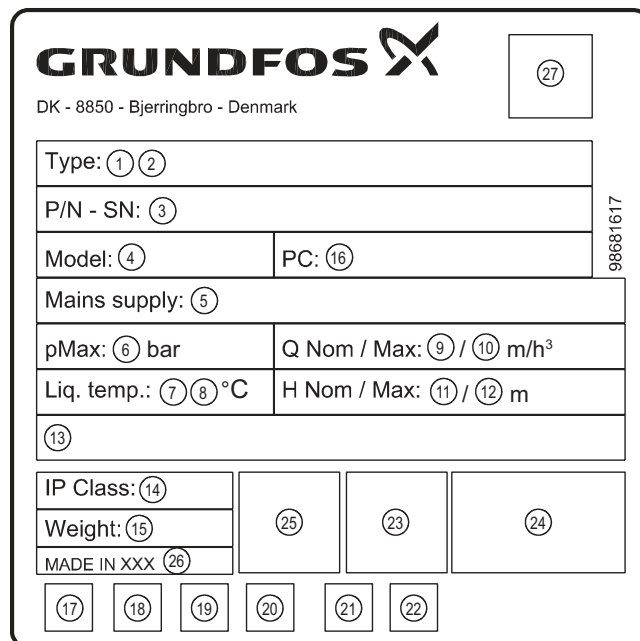 GRUNDFOS
27
DK - 8850 - Bjerringbro - Denmark
Type: 1 2
P/N - SN: 3
Model: 4 PC: 16
98681617
Mains supply: 5
pMax: 6 bar Q Nom / Max: 9 / 10 m/h³
Liq. temp.: 7 8 °C H Nom / Max: 11 / 12 m
13
IP Class: 14
Weight: 15
MADE IN XXX 26
25 23 24
17 18 19 20 21 22